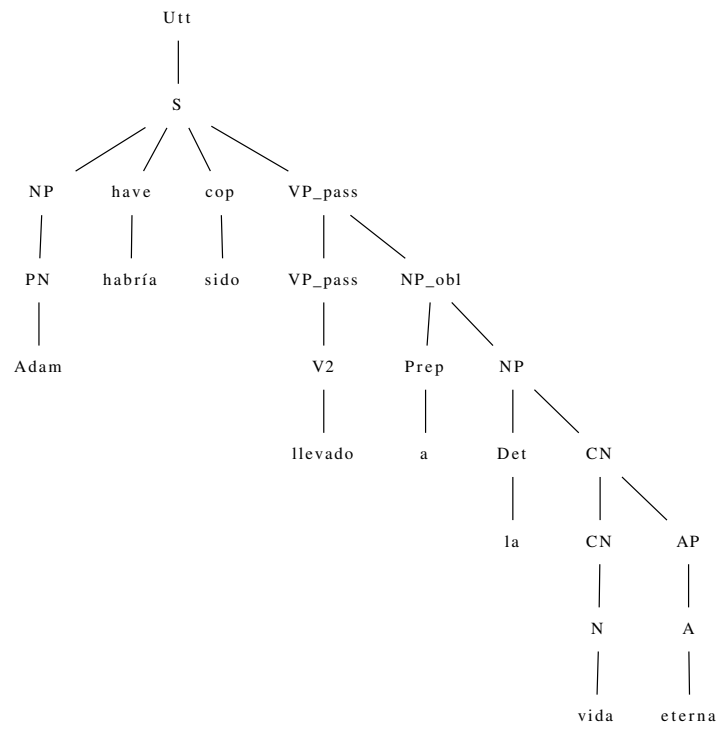 Utt
S
NP have cop VP_pass
PN habría sido VP_pass NP_obl
Adam V2 Prep NP
llevado a Det CN
la CN AP
N A
vida eterna